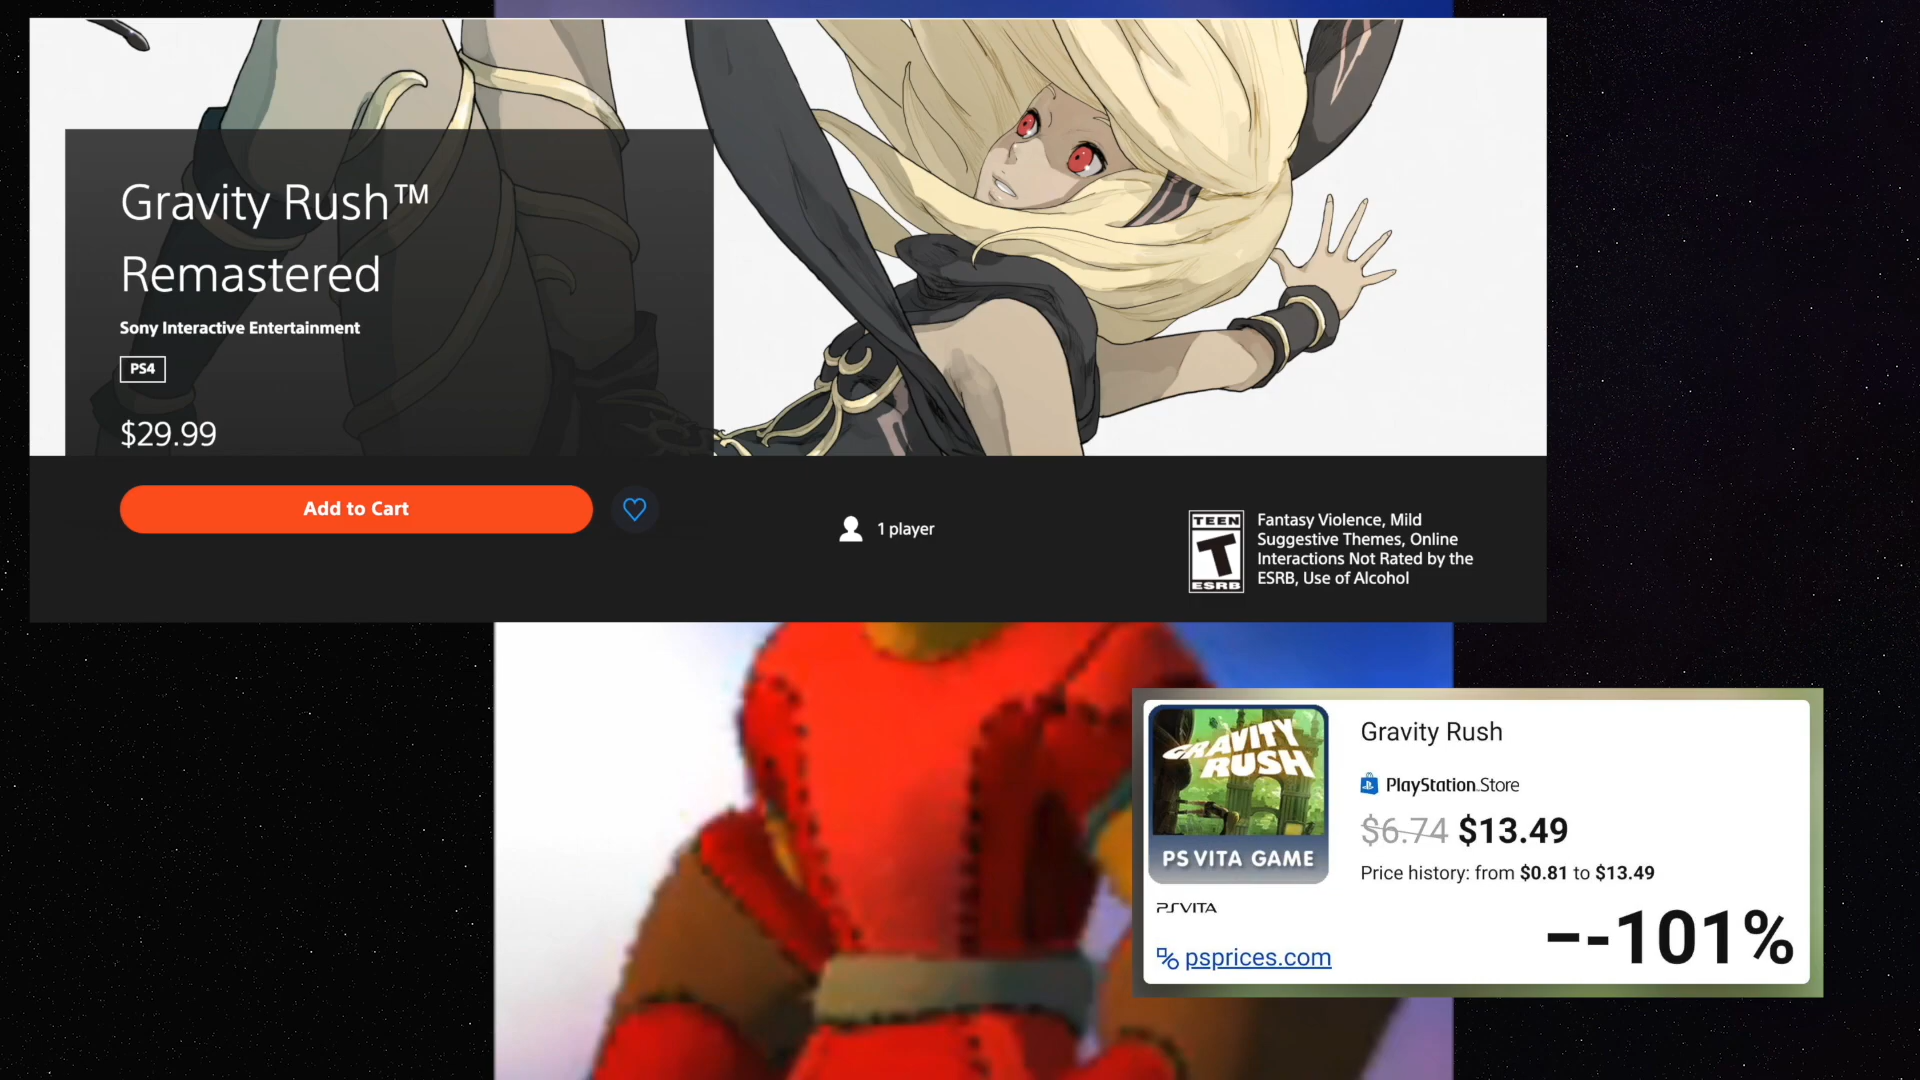 Gravity Rush™
Remastered
Sony Interactive Entertainment
PS4
$29.99
Add to Cart
1 player
TEEN
T
ESRB
Fantasy Violence, Mild
Suggestive Themes, Online
Interactions Not Rated by the
ESRB, Use of Alcohol
GRAVITY
RUSH
PS VITA GAME
PSVITA
psprices.com
Gravity Rush
PlayStation Store
$6.74 $13.49
Price history: from $0.81 to $13.49
--101%